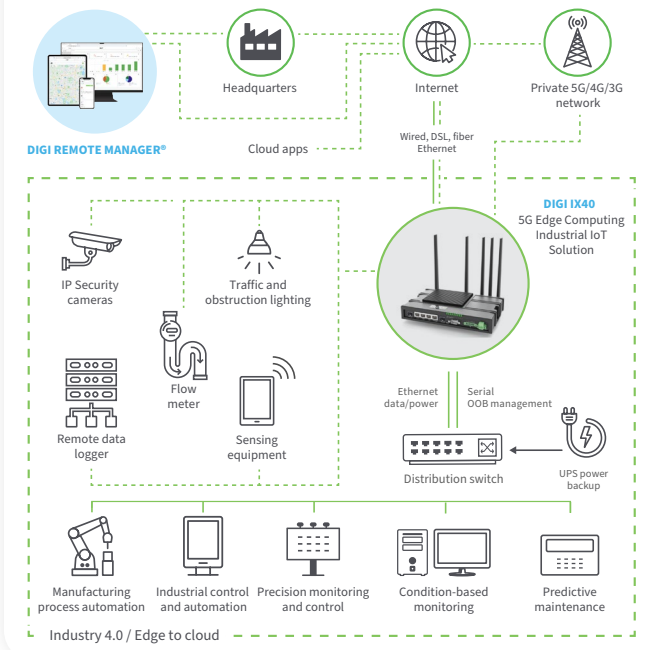 Headquarters
Internet
Private 5G/4G/3G
network
DIGI REMOTE MANAGER®
Cloud apps
Wired, DSL, fiber
Ethernet
DIGI IX40
5G Edge Computing
Industrial IoT
Solution
IP Security
cameras
Traffic and
obstruction lighting
Flow
meter
Remote data
logger
Sensing
equipment
Ethernet
data/power
Serial
OOB management
Distribution switch
UPS power
backup
Manufacturing
process automation
Industrial control
and automation
Precision monitoring
and control
Condition-based
monitoring
Predictive
maintenance
Industry 4.0 / Edge to cloud